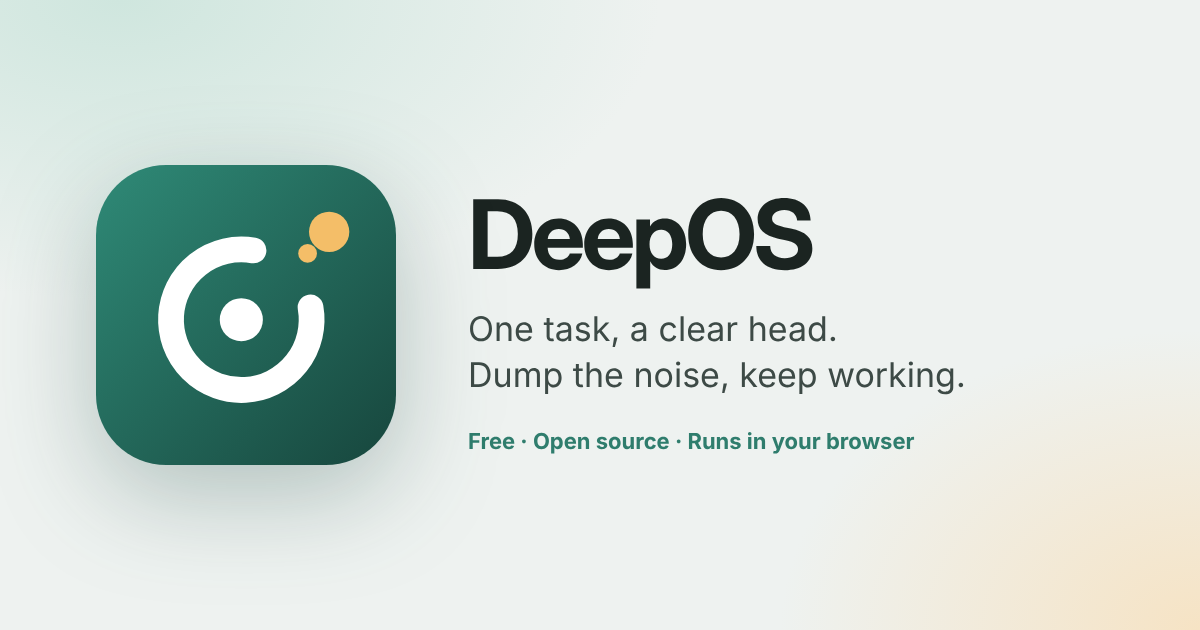 DeepOS
One task, a clear head.
Dump the noise, keep working.
Free · Open source · Runs in your browser